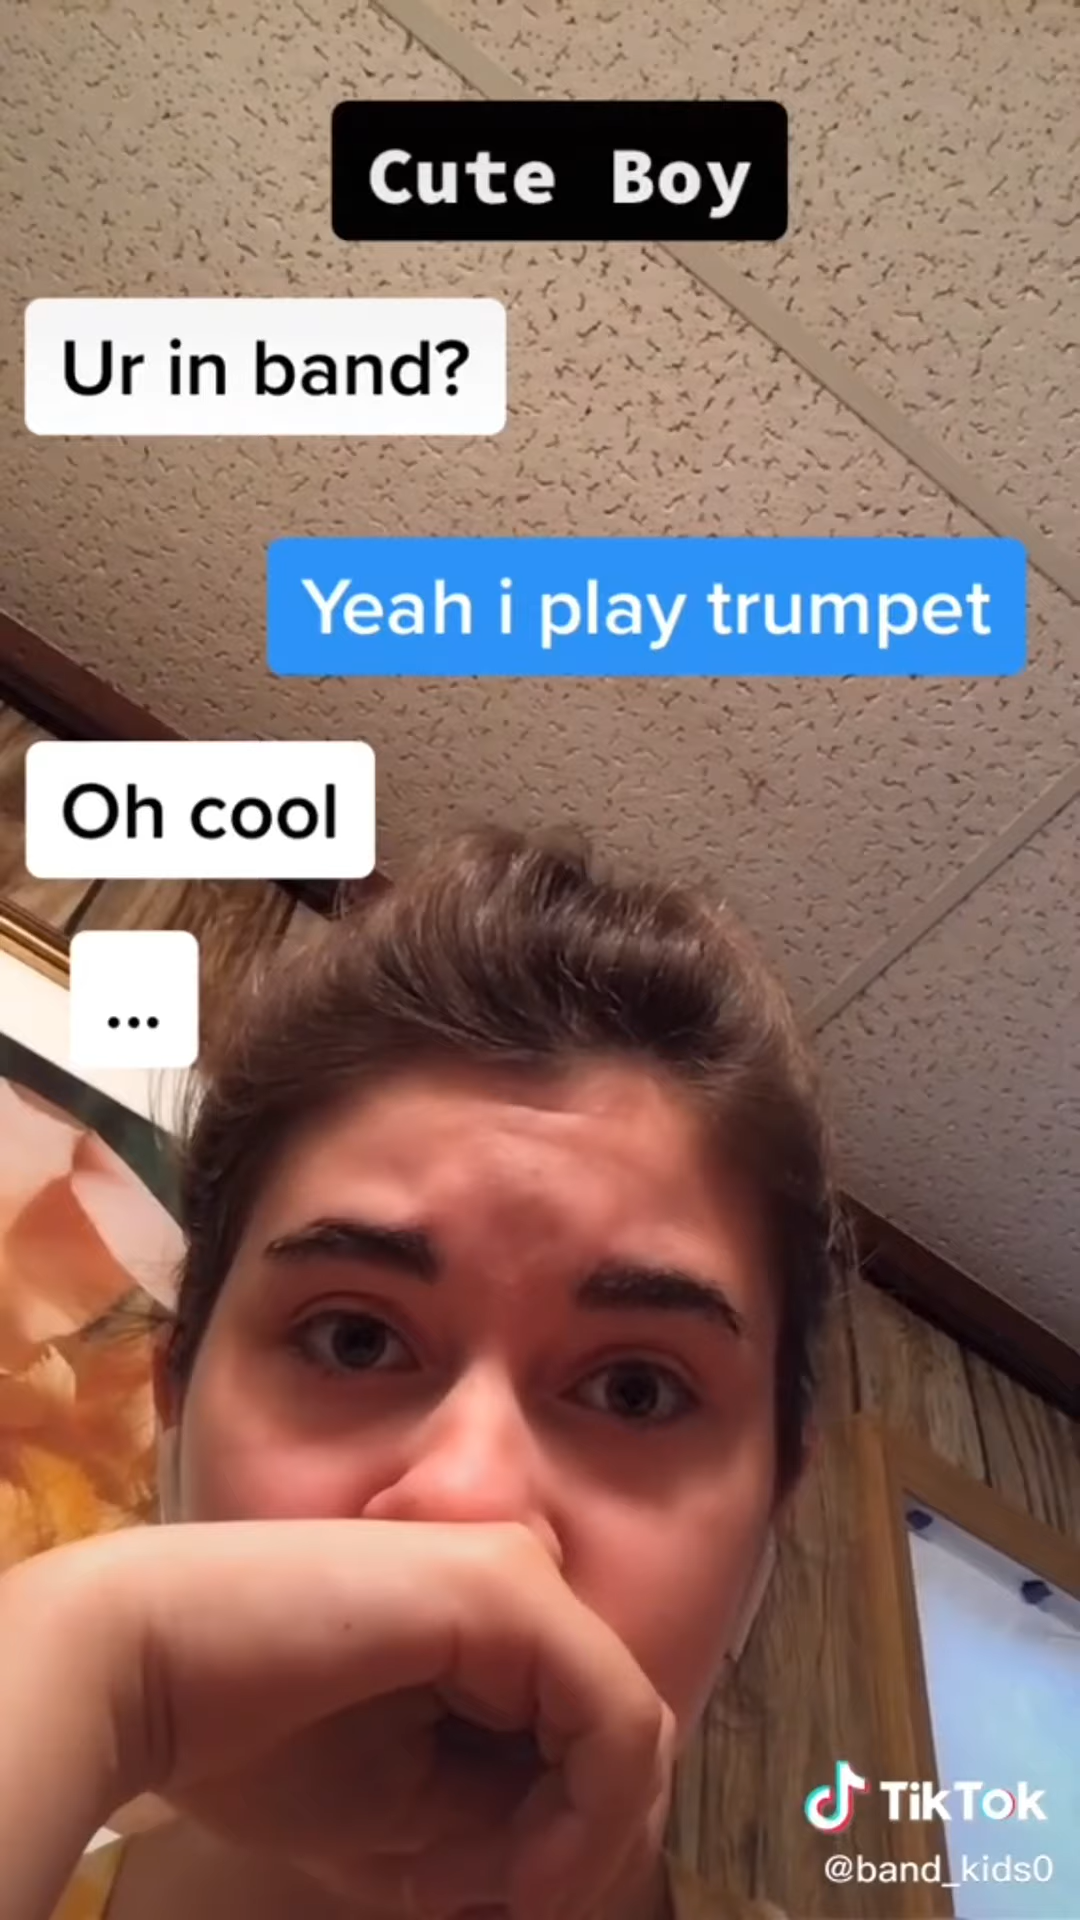 Cute Boy
Ur in band?
Yeah i play trumpet
Oh cool
...
TikTok
@band_kids0